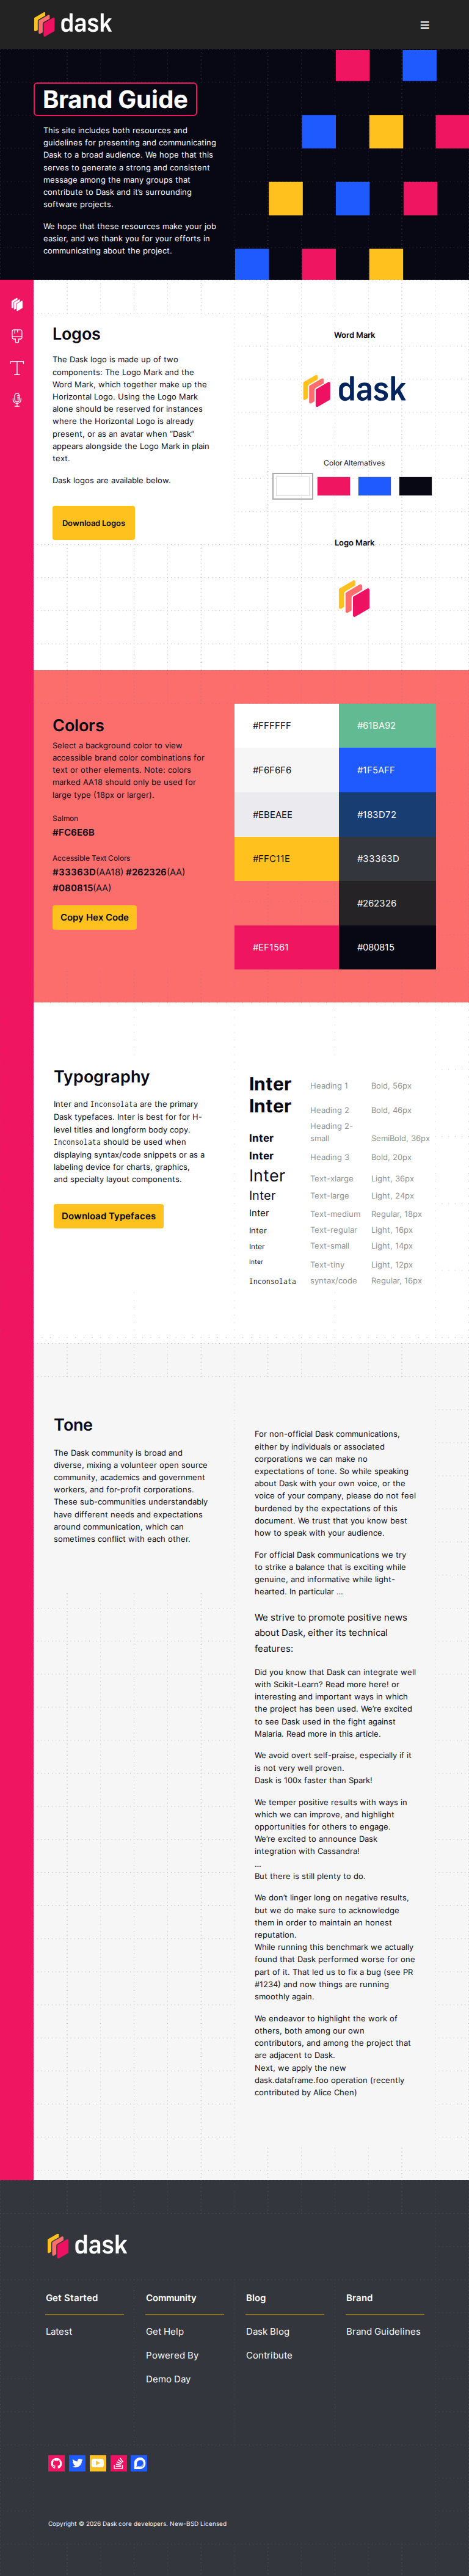 dask
Brand Guide
This site includes both resources and
guidelines for presenting and communicating
Dask to a broad audience. We hope that this
serves to generate a strong and consistent
message among the many groups that
contribute to Dask and it's surrounding
software projects.
We hope that these resources make your job
easier, and we thank you for your efforts in
communicating about the project.
Logos
The Dask logo is made up of two
components: The Logo Mark and the
Word Mark, which together make up the
Horizontal Logo. Using the Logo Mark
alone should be reserved for instances
where the Horizontal Logo is already
present, or as an avatar when "Dask"
appears alongside the Logo Mark in plain
text.
Dask logos are available below.
Download Logos
Word Mark
dask
Color Alternatives
Logo Mark
Colors
Select a background color to view
accessible brand color combinations for
text or other elements. Note: colors
marked AA18 should only be used for
large type (18px or larger).
Salmon
#FC6E6B
Accessible Text Colors
#33363D(AA18) #262326(AA)
#080815(AA)
Copy Hex Code
#FFFFFF
#61BA92
#F6F6F6
#1F5AFF
#EBEAEE
#183D72
#FFC11E
#33363D
#262326
#EF1561
#080815
Typography
Inter and Inconsolata are the primary
Dask typefaces. Inter is best for for H-
level titles and longform body copy.
Inconsolata should be used when
displaying syntax/code snippets or as a
labeling device for charts, graphics,
and specialty layout components.
Download Typefaces
Inter Heading 1 Bold, 56px
Inter Heading 2 Bold, 46px
Inter Heading 2-small SemiBold, 36px
Inter Heading 3 Bold, 20px
Inter Text-xlarge Light, 36px
Inter Text-large Light, 24px
Inter Text-medium Regular, 18px
Inter Text-regular Light, 16px
Inter Text-small Light, 14px
Inter Text-tiny Light, 12px
Inconsolata syntax/code Regular, 16px
Tone
The Dask community is broad and
diverse, mixing a volunteer open source
community, academics and government
workers, and for-profit corporations.
These sub-communities understandably
have different needs and expectations
around communication, which can
sometimes conflict with each other.
For non-official Dask communications,
either by individuals or associated
corporations we can make no
expectations of tone. So while speaking
about Dask with your own voice, or the
voice of your company, please do not feel
burdened by the expectations of this
document. We trust that you know best
how to speak with your audience.
For official Dask communications we try
to strike a balance that is exciting while
genuine, and informative while light-
hearted. In particular ...
We strive to promote positive news
about Dask, either its technical
features:
Did you know that Dask can integrate well
with Scikit-Learn? Read more here! or
interesting and important ways in which
the project has been used. We're excited
to see Dask used in the fight against
Malaria. Read more in this article.
We avoid overt self-praise, especially if it
is not very well proven.
Dask is 100x faster than Spark!
We temper positive results with ways in
which we can improve, and highlight
opportunities for others to engage.
We're excited to announce Dask
integration with Cassandra!
...
But there is still plenty to do.
We don't linger long on negative results,
but we do make sure to acknowledge
them in order to maintain an honest
reputation.
While running this benchmark we actually
found that Dask performed worse for one
part of it. That led us to fix a bug (see PR
#1234) and now things are running
smoothly again.
We endeavor to highlight the work of
others, both among our own
contributors, and among the project that
are adjacent to Dask.
Next, we apply the new
dask.dataframe.foo operation (recently
contributed by Alice Chen)
dask
Get Started
Latest
Community
Get Help
Powered By
Demo Day
Blog
Dask Blog
Contribute
Brand
Brand Guidelines
Copyright © 2026 Dask core developers. New-BSD Licensed